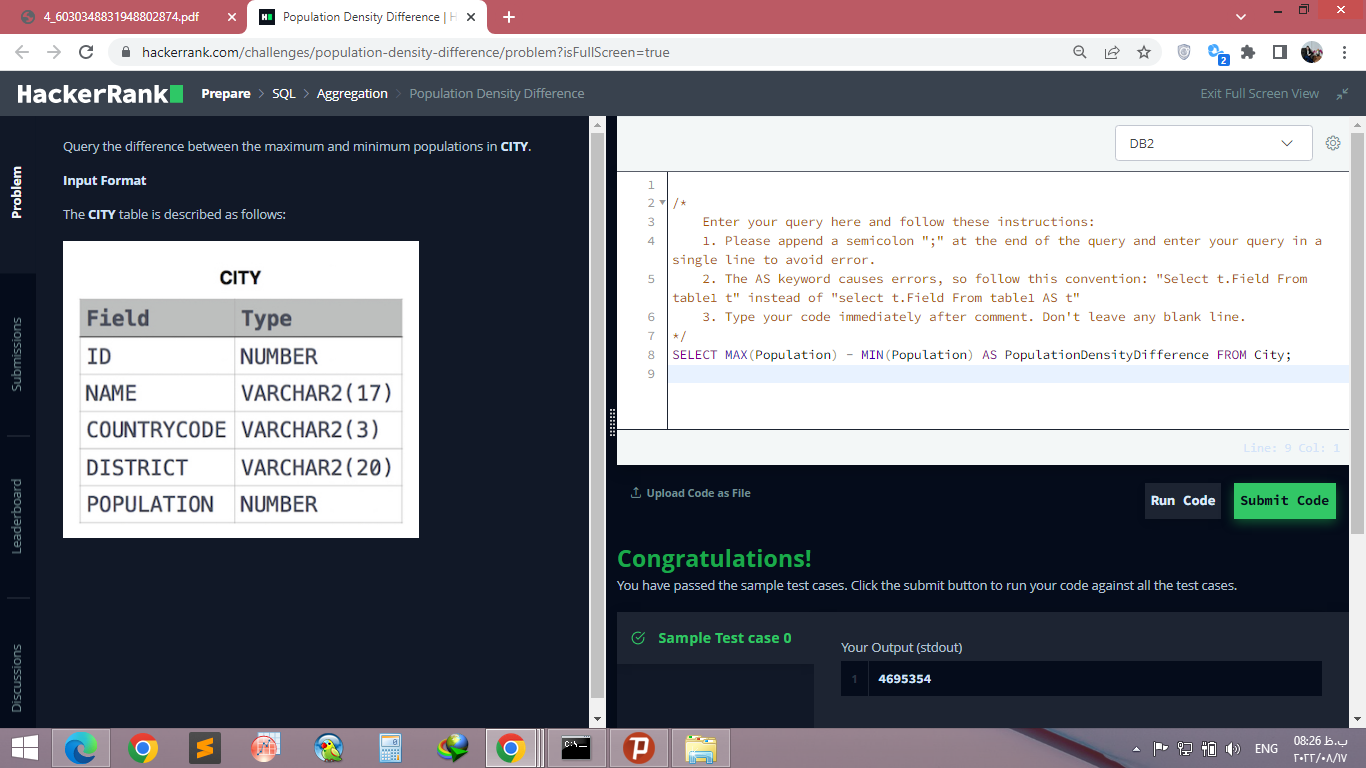 4_6030348831948802874.pdf
Population Density Difference | H
hackerrank.com/challenges/population-density-difference/problem?isFullScreen=true
2
HackerRank
Prepare > SQL > Aggregation > Population Density Difference
Exit Full Screen View
Problem
Submissions
Leaderboard
Discussions
Query the difference between the maximum and minimum populations in CITY.
Input Format
The CITY table is described as follows:
CITY
Field Type
ID NUMBER
NAME VARCHAR2(17)
COUNTRYCODE VARCHAR2(3)
DISTRICT VARCHAR2(20)
POPULATION NUMBER
DB2
1
2 /*
3 Enter your query here and follow these instructions:
4 1. Please append a semicolon ";" at the end of the query and enter your query in a
single line to avoid error.
5 2. The AS keyword causes errors, so follow this convention: "Select t.Field From
table1 t" instead of "select t.Field From table1 AS t"
6 3. Type your code immediately after comment. Don't leave any blank line.
7 */
8 SELECT MAX(Population) - MIN(Population) AS PopulationDensityDifference FROM City;
9
Line: 9 Col: 1
Upload Code as File
Run Code
Submit Code
Congratulations!
You have passed the sample test cases. Click the submit button to run your code against all the test cases.
Sample Test case 0
Your Output (stdout)
1 4695354
ENG
08:26 ب.ظ
۲۰۲۲/۰۸/۱۷